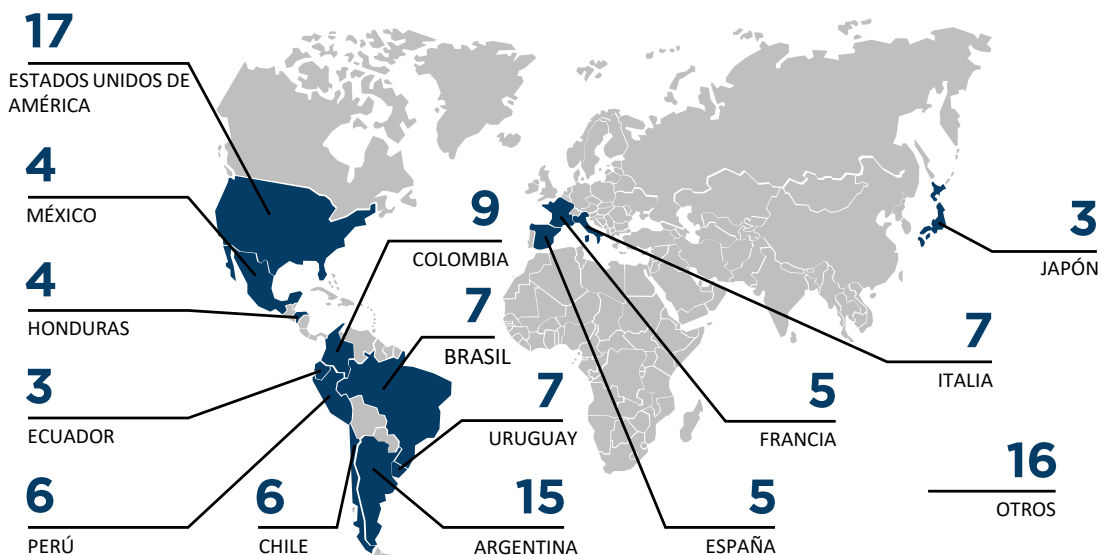 17
ESTADOS UNIDOS DE
AMÉRICA
4
MÉXICO
4
HONDURAS
3
ECUADOR
6
PERÚ
6
CHILE
9
COLOMBIA
7
BRASIL
7
URUGUAY
15
ARGENTINA
5
ESPAÑA
5
FRANCIA
7
ITALIA
3
JAPÓN
16
OTROS